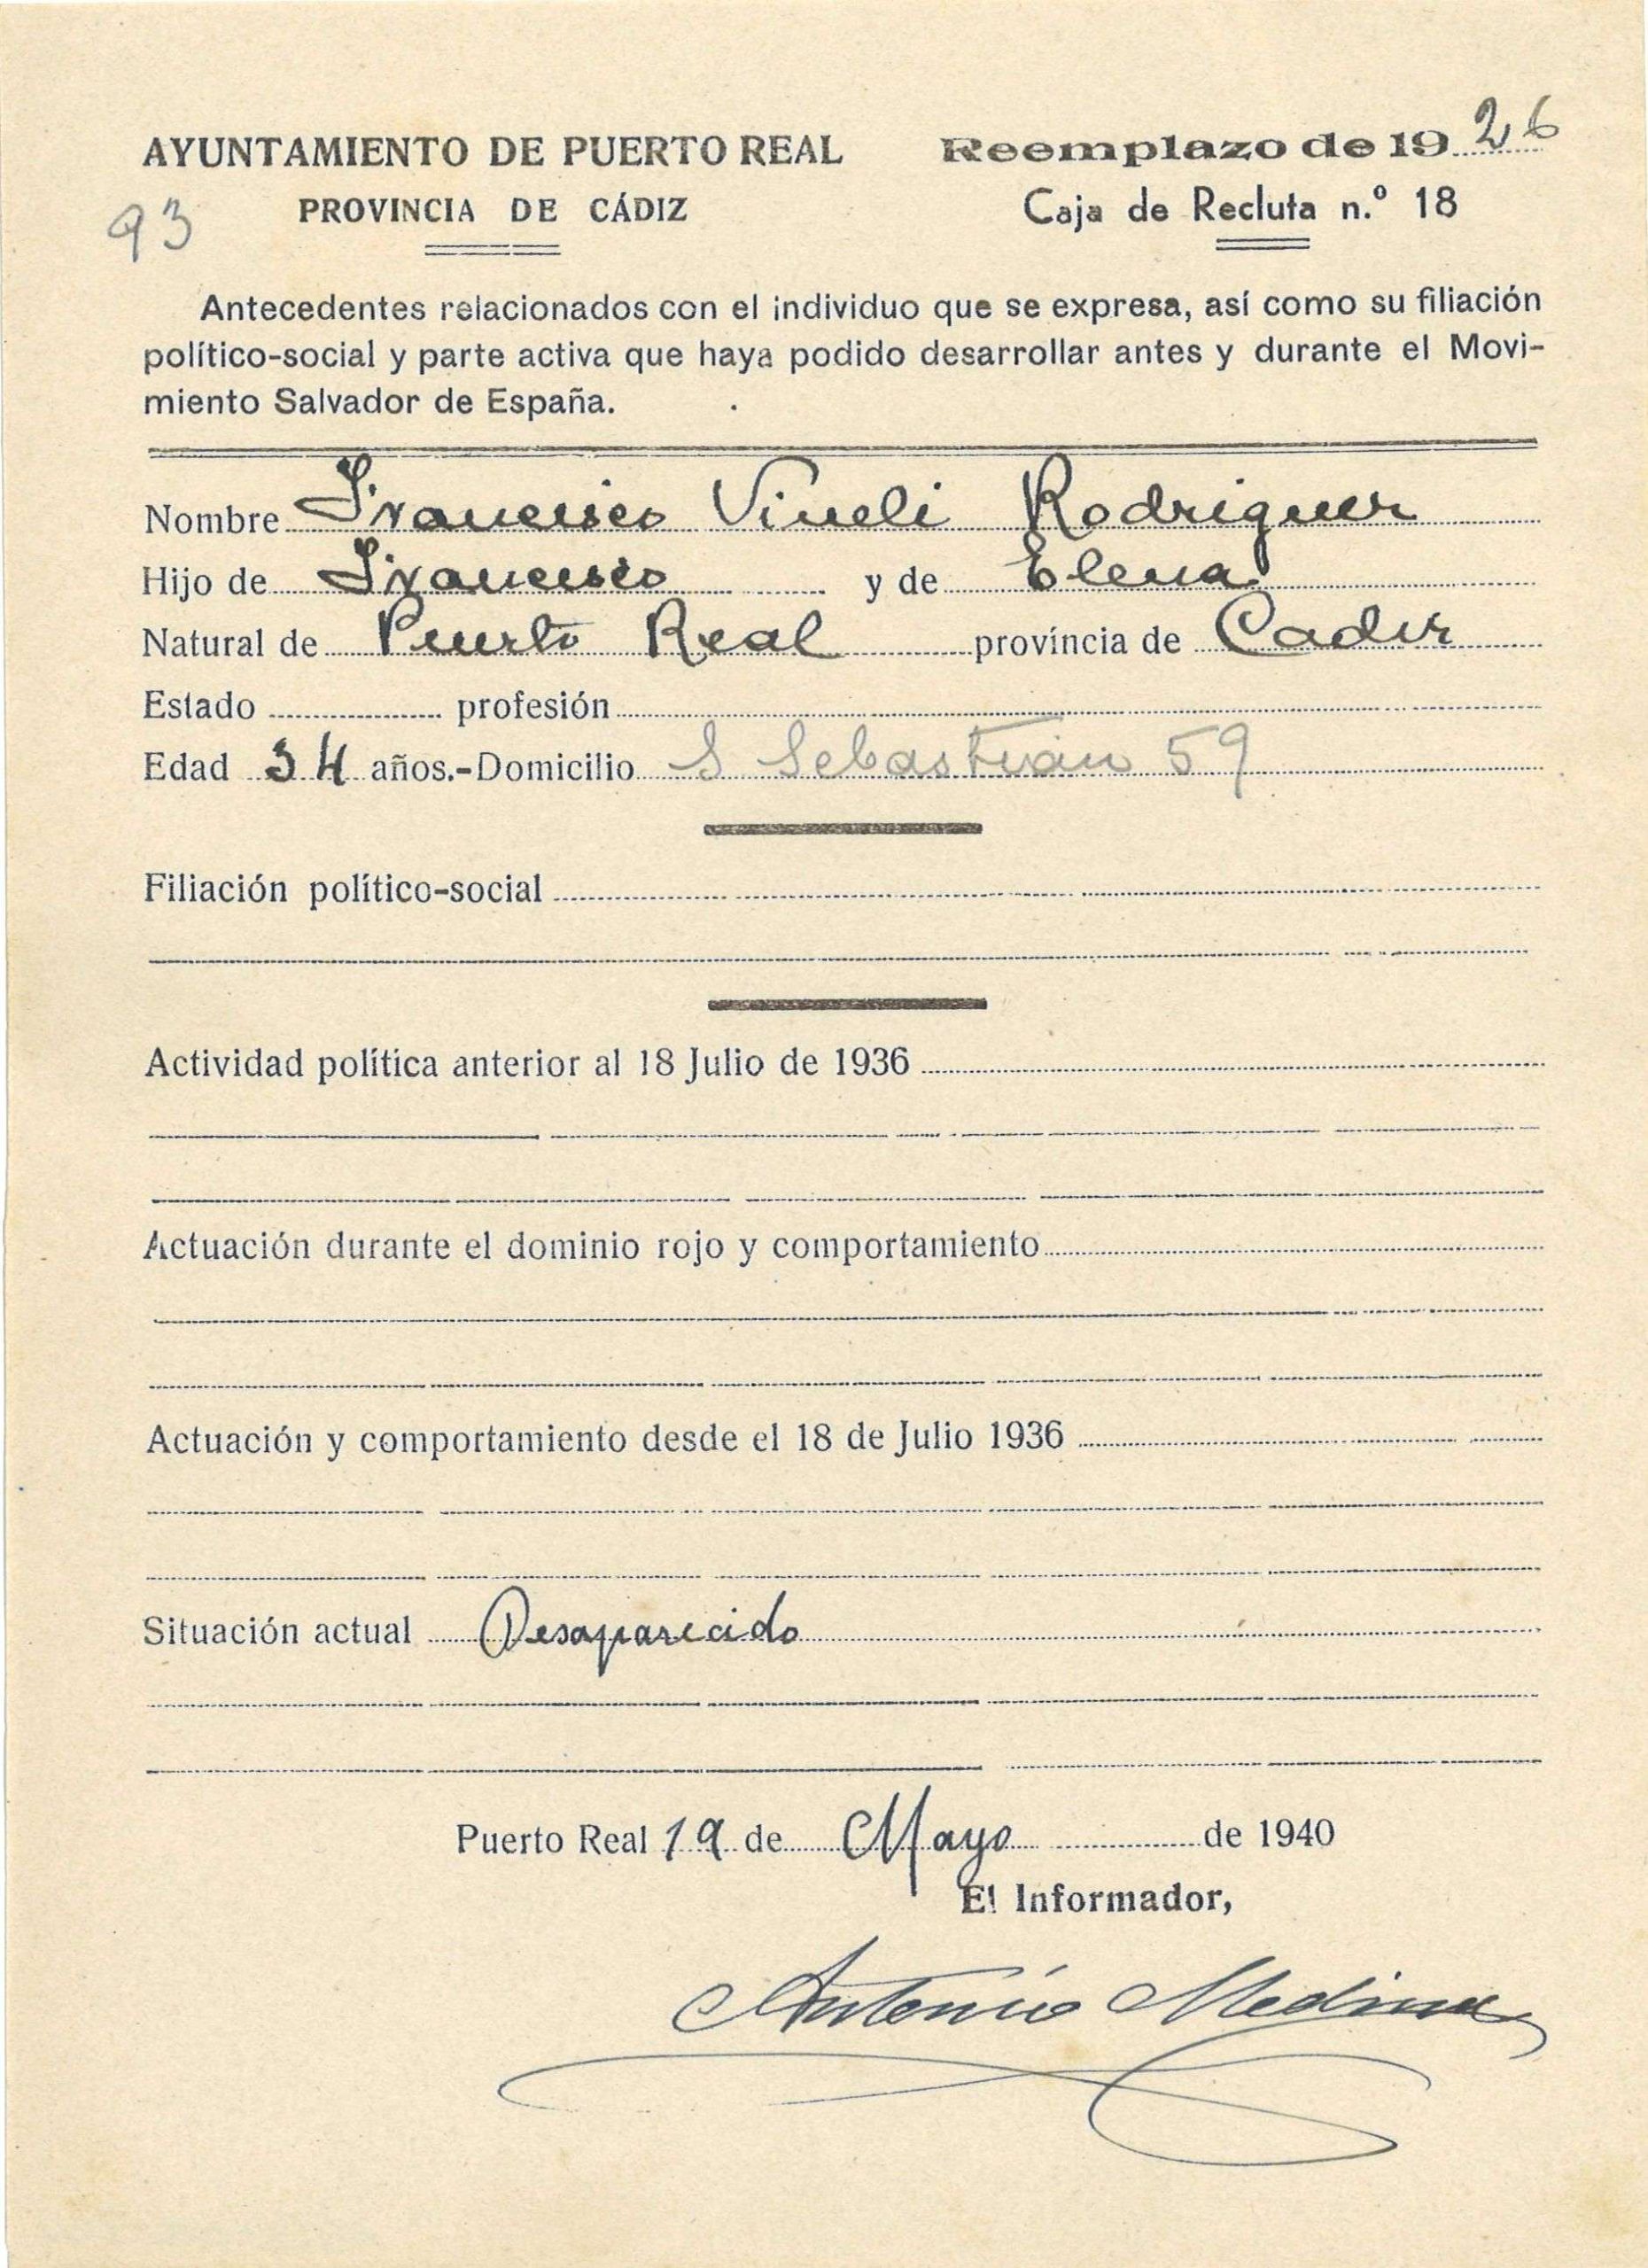 AYUNTAMIENTO DE PUERTO REAL
PROVINCIA DE CÁDIZ
93
Reemplazo de 1926
Caja de Recluta n.º 18
Antecedentes relacionados con el individuo que se expresa, así como su filiación
político-social y parte activa que haya podido desarrollar antes y durante el Movi-
miento Salvador de España.
Nombre Francisco Vineli Rodriguez
Hijo de Francisco y de Elena
Natural de Puerto Real província de Cadiz
Estado profesión
Edad 34 años.-Domicilio S Sebastian 59
Filiación político-social
Actividad política anterior al 18 Julio de 1936
Actuación durante el dominio rojo y comportamiento
Actuación y comportamiento desde el 18 de Julio 1936
Situación actual Desaparecido
Puerto Real 19 de Mayo de 1940
El Informador,
Antonio Medina